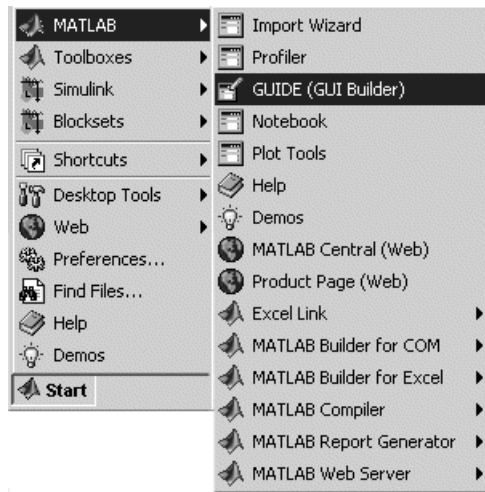 MATLAB
Toolboxes
Simulink
Blocksets
Shortcuts
Desktop Tools
Web
Preferences...
Find Files...
Help
Demos
Start
Import Wizard
Profiler
GUIDE (GUI Builder)
Notebook
Plot Tools
Help
Demos
MATLAB Central (Web)
Product Page (Web)
Excel Link
MATLAB Builder for COM
MATLAB Builder for Excel
MATLAB Compiler
MATLAB Report Generator
MATLAB Web Server